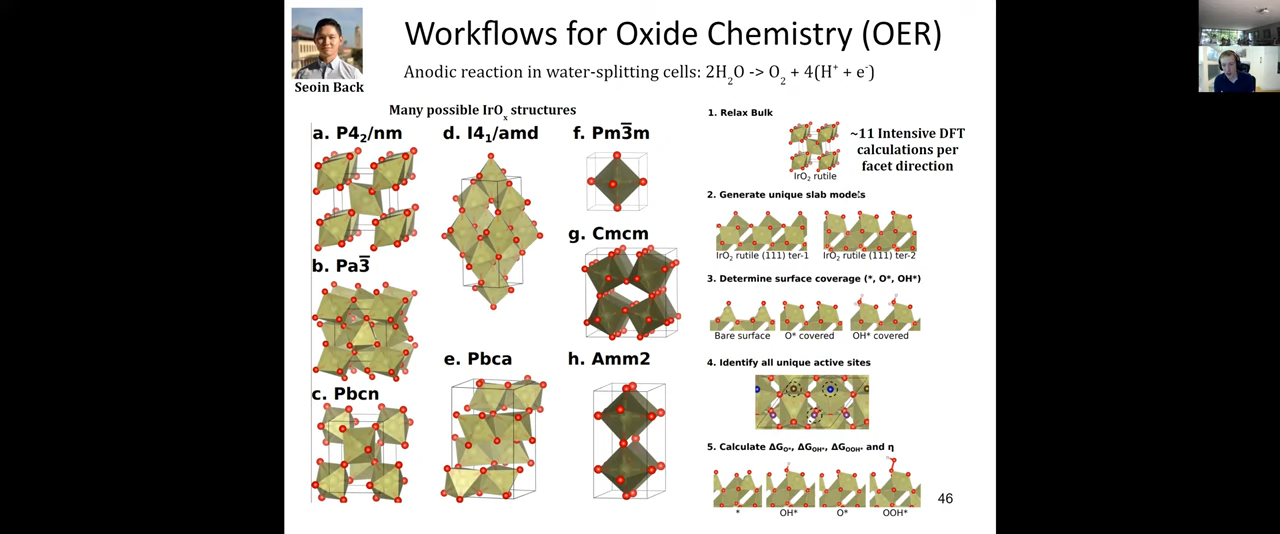 Workflows for Oxide Chemistry (OER)
Anodic reaction in water-splitting cells: 2H₂O -> O₂ + 4(H⁺ + e⁻)
Seoin Back
Many possible IrOₓ structures
a. P4₂/nm
d. I4₁/amd
f. Pm3̅m
b. Pa3̅
g. Cmcm
c. Pbcn
e. Pbca
h. Amm2
1. Relax Bulk
~11 Intensive DFT
calculations per
facet direction
IrO₂ rutile
2. Generate unique slab models
IrO₂ rutile (111) ter-1
IrO₂ rutile (111) ter-2
3. Determine surface coverage (*, O*, OH*)
Bare surface
O* covered
OH* covered
4. Identify all unique active sites
5. Calculate ΔG_O*, ΔG_OH*, ΔG_OOH* and η
*
OH*
O*
OOH*
46